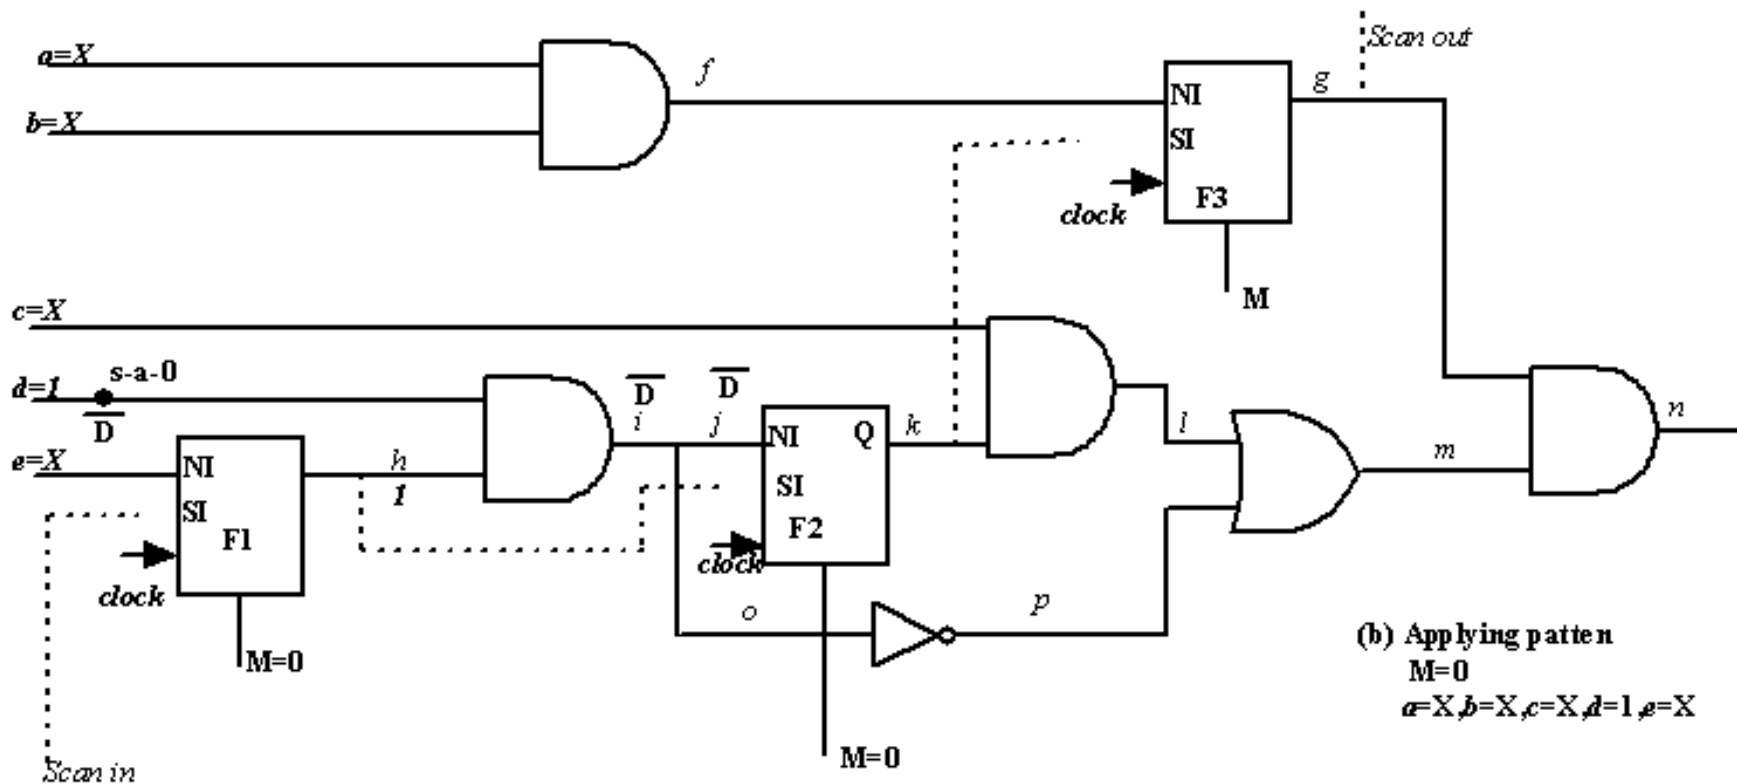 Scan out
a=X
f
g
NI
b=X
SI
F3
clock
M
c=X
s-a-0
d=1
D
D
D
i
j
k
l
n
NI
Q
e=X
NI
h
1
m
SI
SI
F1
F2
clock
clock
o
p
M=0
(b) Applying patten
M=0
a=X,b=X,c=X,d=1,e=X
M=0
Scan in